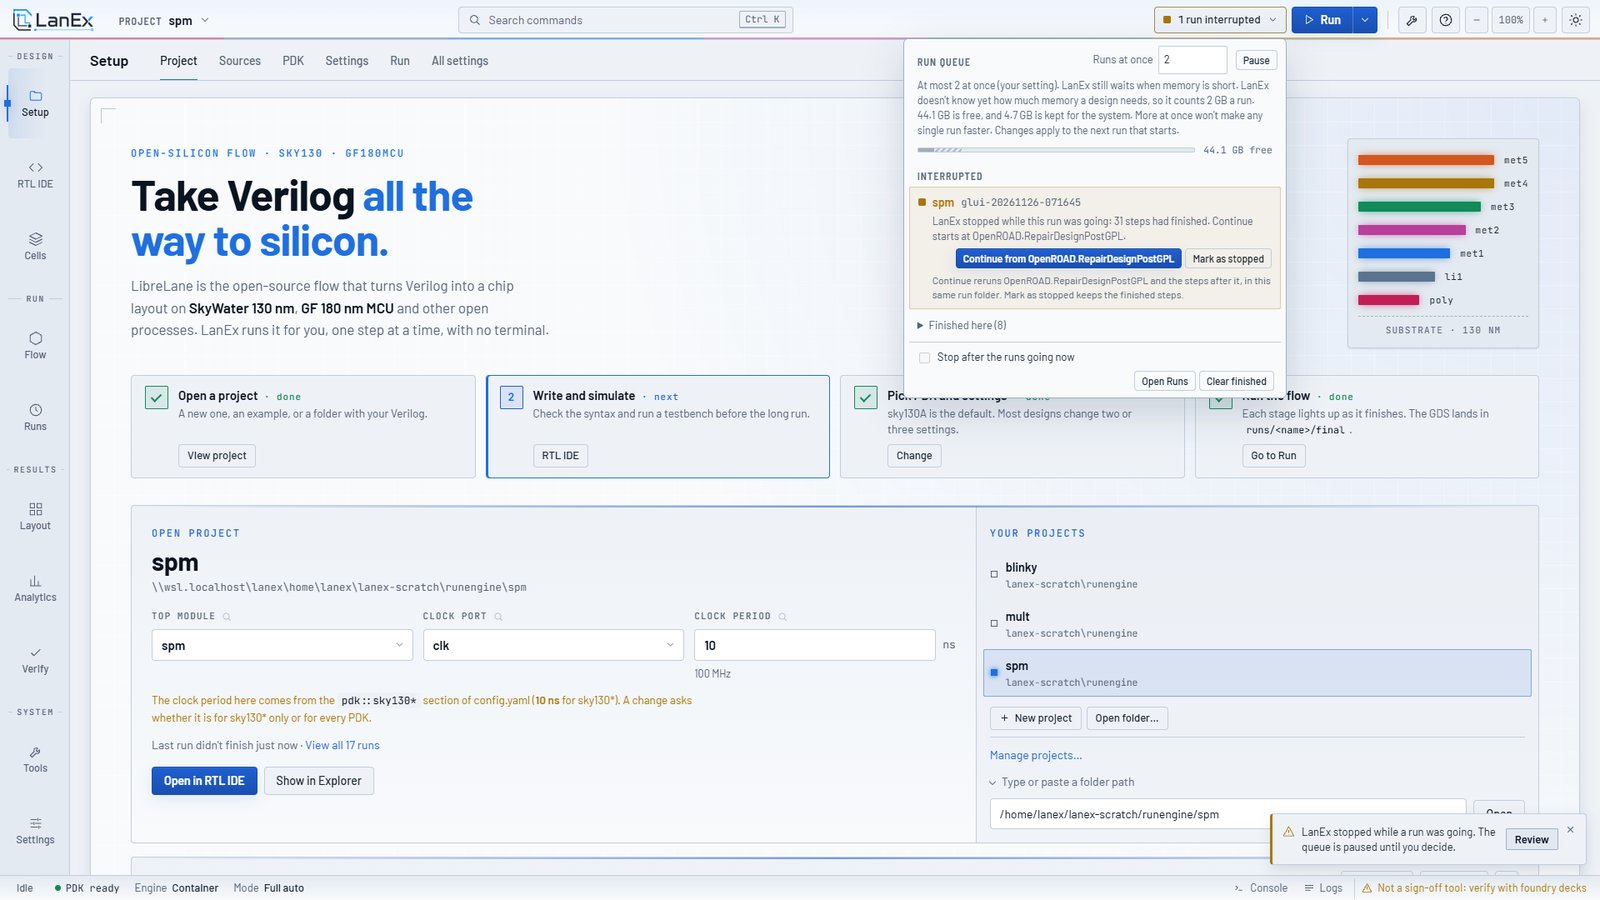 LanEx
PROJECT spm
Search commands
Ctrl K
1 run interrupted
Run
100%
DESIGN
Setup
RTL IDE
Cells
RUN
Flow
Runs
RESULTS
Layout
Analytics
Verify
SYSTEM
Tools
Settings
Setup
Project
Sources
PDK
Settings
Run
All settings
OPEN-SILICON FLOW · SKY130 · GF180MCU
Take Verilog all the
way to silicon.
LibreLane is the open-source flow that turns Verilog into a chip
layout on SkyWater 130 nm, GF 180 nm MCU and other open
processes. LanEx runs it for you, one step at a time, with no terminal.
RUN QUEUE
Runs at once
2
Pause
At most 2 at once (your setting). LanEx still waits when memory is short. LanEx
doesn't know yet how much memory a design needs, so it counts 2 GB a run.
44.1 GB is free, and 4.7 GB is kept for the system. More at once won't make any
single run faster. Changes apply to the next run that starts.
44.1 GB free
INTERRUPTED
spm glui-20261126-071645
LanEx stopped while this run was going: 31 steps had finished. Continue
starts at OpenROAD.RepairDesignPostGPL.
Continue from OpenROAD.RepairDesignPostGPL
Mark as stopped
Continue reruns OpenROAD.RepairDesignPostGPL and the steps after it, in this
same run folder. Mark as stopped keeps the finished steps.
Finished here (8)
Stop after the runs going now
Open Runs
Clear finished
met5
met4
met3
met2
met1
li1
poly
SUBSTRATE · 130 NM
Open a project · done
A new one, an example, or a folder with your Verilog.
View project
2
Write and simulate · next
Check the syntax and run a testbench before the long run.
RTL IDE
sky130A is the default. Most designs change two or
three settings.
Change
Run the flow · done
Each stage lights up as it finishes. The GDS lands in
runs/<name>/final .
Go to Run
OPEN PROJECT
spm
\\wsl.localhost\lanex\home\lanex\lanex-scratch\runengine\spm
TOP MODULE
spm
CLOCK PORT
clk
CLOCK PERIOD
10
ns
100 MHz
The clock period here comes from the pdk::sky130* section of config.yaml (10 ns for sky130*). A change asks
whether it is for sky130* only or for every PDK.
Last run didn't finish just now · View all 17 runs
Open in RTL IDE
Show in Explorer
YOUR PROJECTS
blinky
lanex-scratch\runengine
mult
lanex-scratch\runengine
spm
lanex-scratch\runengine
+ New project
Open folder...
Manage projects...
Type or paste a folder path
/home/lanex/lanex-scratch/runengine/spm
Open
LanEx stopped while a run was going. The
queue is paused until you decide.
Review
Idle
PDK ready
Engine Container
Mode Full auto
Console
Logs
Not a sign-off tool: verify with foundry decks